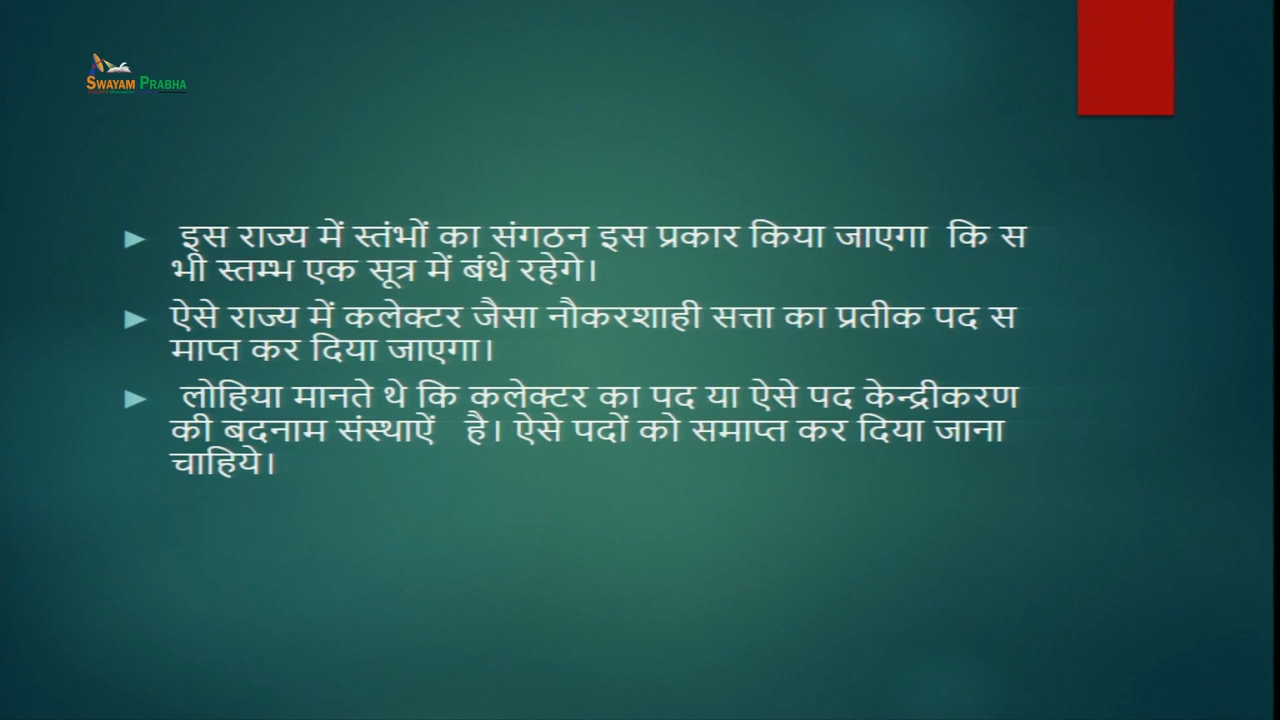 SWAYAM PRABHA
इस राज्य में स्तंभों का संगठन इस प्रकार किया जाएगा कि स
भी स्तम्भ एक सूत्र में बंधे रहेगे।
ऐसे राज्य में कलेक्टर जैसा नौकरशाही सत्ता का प्रतीक पद स
माप्त कर दिया जाएगा।
लोहिया मानते थे कि कलेक्टर का पद या ऐसे पद केन्द्रीकरण
की बदनाम संस्थाऐं है। ऐसे पदों को समाप्त कर दिया जाना
चाहिये।